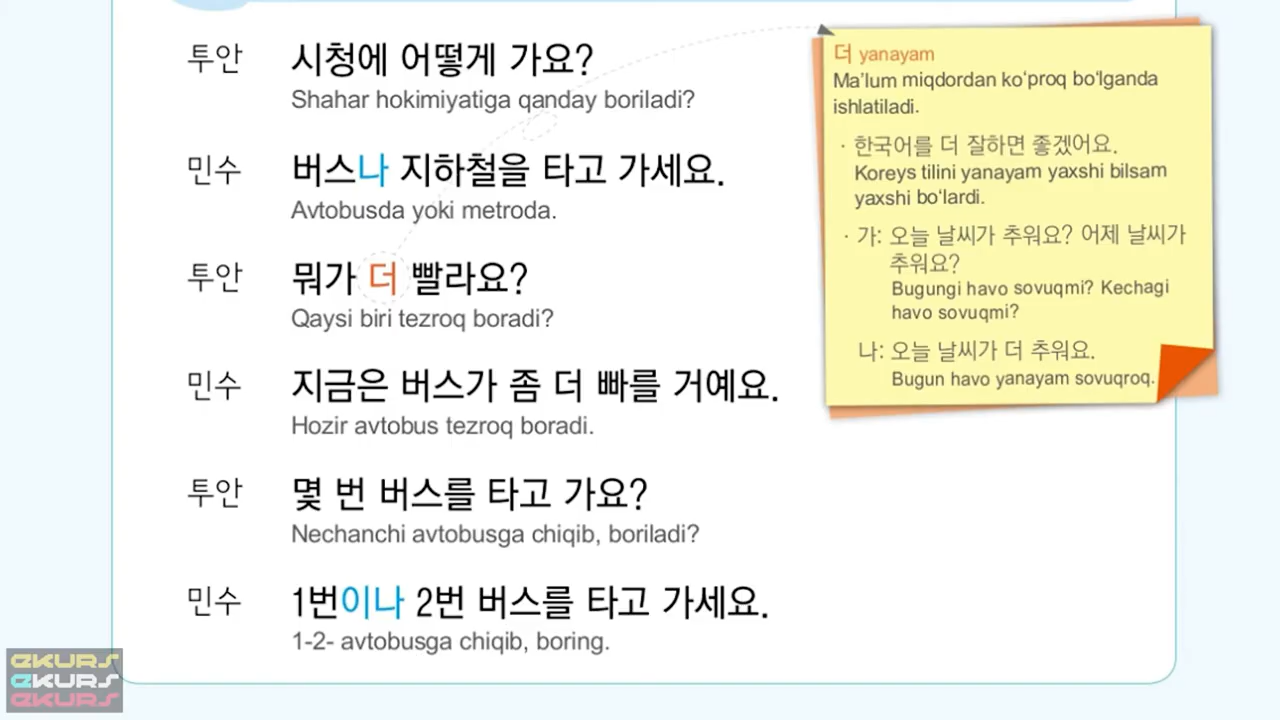 투안 시청에 어떻게 가요?
Shahar hokimiyatiga qanday boriladi?
민수 버스나 지하철을 타고 가세요.
Avtobusda yoki metroda.
투안 뭐가 더 빨라요?
Qaysi biri tezroq boradi?
민수 지금은 버스가 좀 더 빠를 거예요.
Hozir avtobus tezroq boradi.
투안 몇 번 버스를 타고 가요?
Nechanchi avtobusga chiqib, boriladi?
민수 1번이나 2번 버스를 타고 가세요.
1-2- avtobusga chiqib, boring.
더 yanayam
Ma’lum miqdordan ko‘proq bo‘lganda
ishlatiladi.
· 한국어를 더 잘하면 좋겠어요.
Koreys tilini yanayam yaxshi bilsam
yaxshi bo‘lardi.
· 가: 오늘 날씨가 추워요? 어제 날씨가
추워요?
Bugungi havo sovuqmi? Kechagi
havo sovuqmi?
나: 오늘 날씨가 더 추워요.
Bugun havo yanayam sovuqroq.
EKURS
EKURS
EKURS